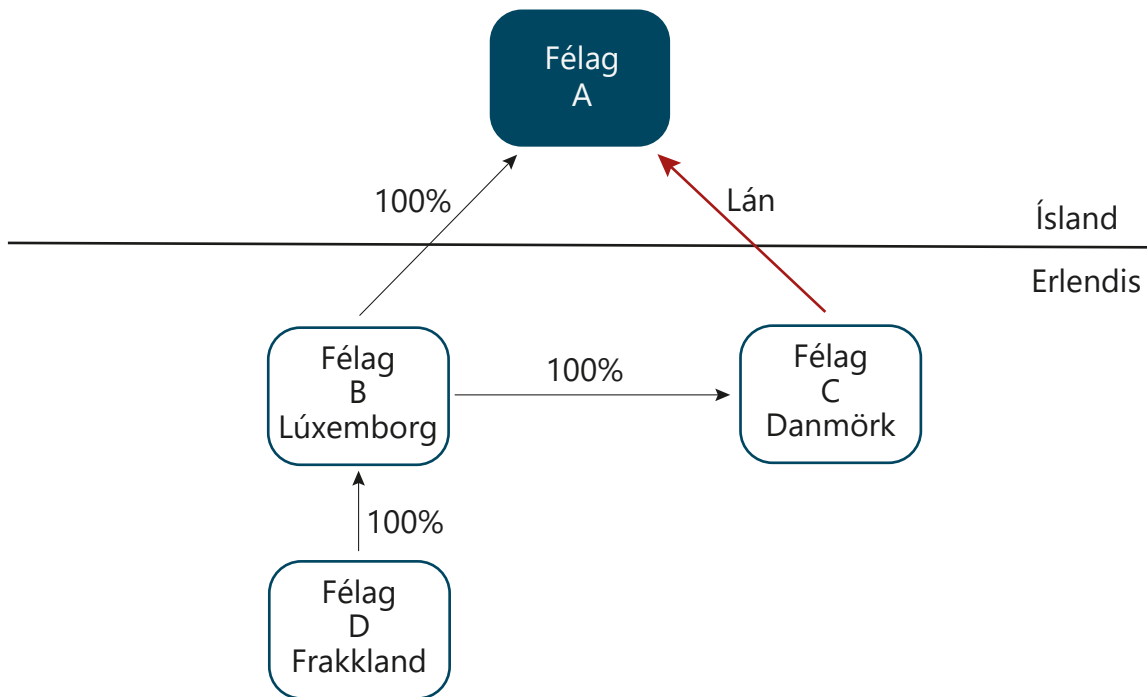 Félag
A
100%
Lán
Ísland
Erlendis
Félag
B
Lúxemborg
100%
Félag
C
Danmörk
100%
Félag
D
Frakkland